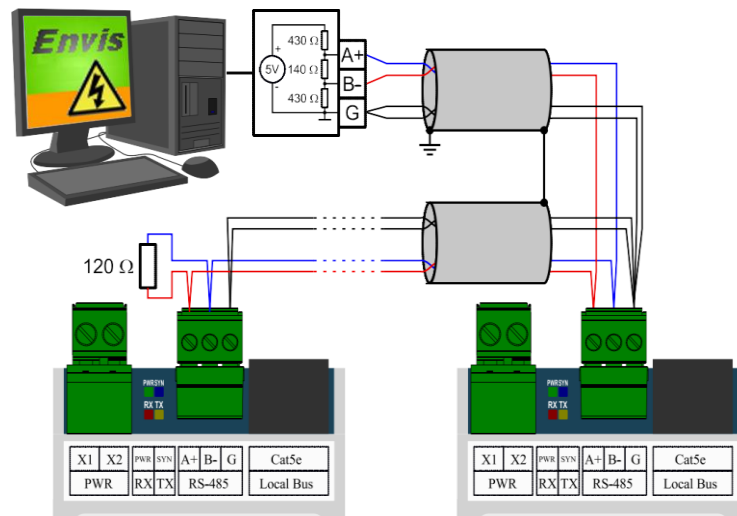 Envis
430 Ω
5V
+
-
140 Ω
430 Ω
A+
B-
G
120 Ω
PWR SYN
RX TX
PWR SYN
RX TX
X1 X2 PWR SYN A+ B- G Cat5e
PWR RX TX RS-485 Local Bus
X1 X2 PWR SYN A+ B- G Cat5e
PWR RX TX RS-485 Local Bus